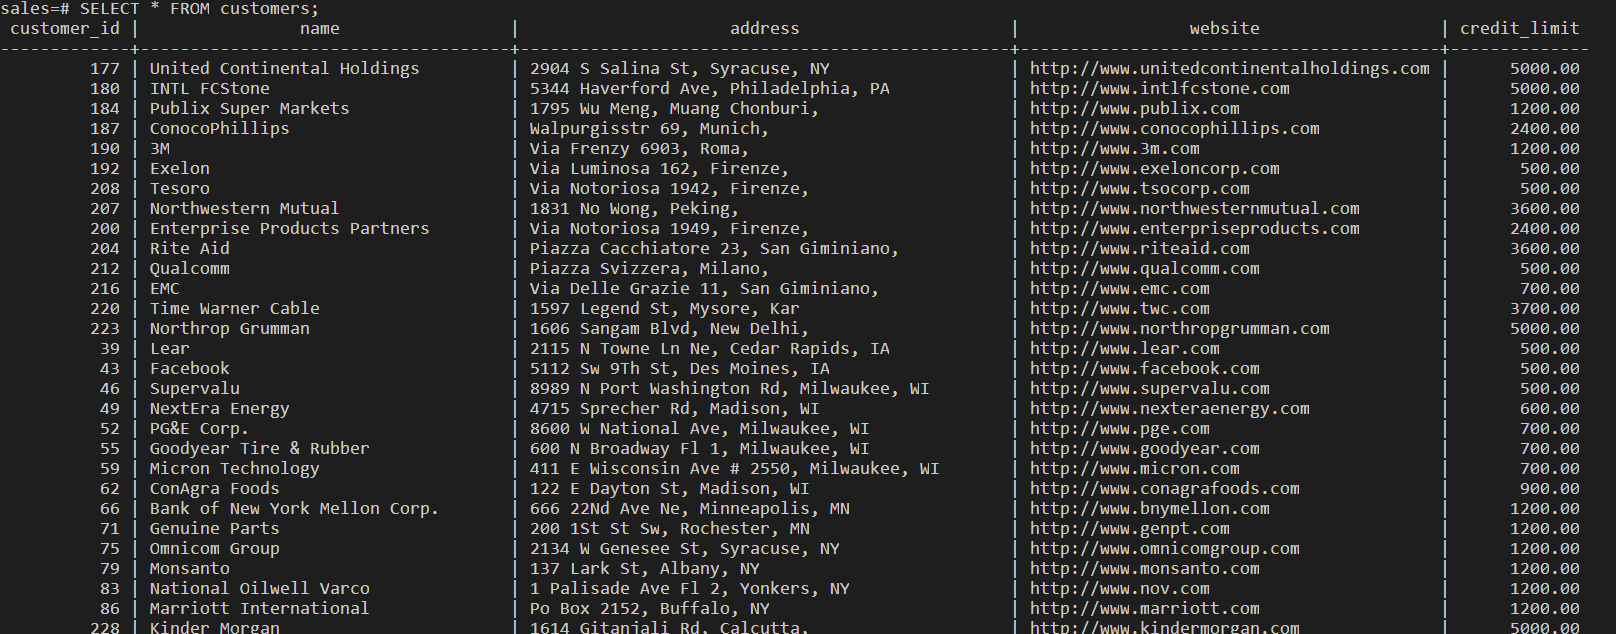 sales=# SELECT * FROM customers;
 customer_id |                name                 |                     address                     |                 website                  | credit_limit
-------------+-------------------------------------+-------------------------------------------------+------------------------------------------+--------------
         177 | United Continental Holdings         | 2904 S Salina St, Syracuse, NY                  | http://www.unitedcontinentalholdings.com |      5000.00
         180 | INTL FCStone                        | 5344 Haverford Ave, Philadelphia, PA            | http://www.intlfcstone.com               |      5000.00
         184 | Publix Super Markets                | 1795 Wu Meng, Muang Chonburi,                   | http://www.publix.com                    |      1200.00
         187 | ConocoPhillips                      | Walpurgisstr 69, Munich,                        | http://www.conocophillips.com            |      2400.00
         190 | 3M                                  | Via Frenzy 6903, Roma,                          | http://www.3m.com                        |      1200.00
         192 | Exelon                              | Via Luminosa 162, Firenze,                      | http://www.exeloncorp.com                |       500.00
         208 | Tesoro                              | Via Notoriosa 1942, Firenze,                    | http://www.tsocorp.com                   |       500.00
         207 | Northwestern Mutual                 | 1831 No Wong, Peking,                           | http://www.northwesternmutual.com        |      3600.00
         200 | Enterprise Products Partners        | Via Notoriosa 1949, Firenze,                    | http://www.enterpriseproducts.com        |      2400.00
         204 | Rite Aid                            | Piazza Cacchiatore 23, San Giminiano,           | http://www.riteaid.com                   |      3600.00
         212 | Qualcomm                            | Piazza Svizzera, Milano,                        | http://www.qualcomm.com                  |       500.00
         216 | EMC                                 | Via Delle Grazie 11, San Giminiano,             | http://www.emc.com                       |       700.00
         220 | Time Warner Cable                   | 1597 Legend St, Mysore, Kar                     | http://www.twc.com                       |      3700.00
         223 | Northrop Grumman                    | 1606 Sangam Blvd, New Delhi,                    | http://www.northropgrumman.com           |      5000.00
          39 | Lear                                | 2115 N Towne Ln Ne, Cedar Rapids, IA            | http://www.lear.com                      |       500.00
          43 | Facebook                            | 5112 Sw 9Th St, Des Moines, IA                  | http://www.facebook.com                  |       500.00
          46 | Supervalu                           | 8989 N Port Washington Rd, Milwaukee, WI        | http://www.supervalu.com                 |       500.00
          49 | NextEra Energy                      | 4715 Sprecher Rd, Madison, WI                   | http://www.nexteraenergy.com             |       600.00
          52 | PG&E Corp.                          | 8600 W National Ave, Milwaukee, WI              | http://www.pge.com                       |       700.00
          55 | Goodyear Tire & Rubber              | 600 N Broadway Fl 1, Milwaukee, WI              | http://www.goodyear.com                  |       700.00
          59 | Micron Technology                   | 411 E Wisconsin Ave # 2550, Milwaukee, WI       | http://www.micron.com                    |       700.00
          62 | ConAgra Foods                       | 122 E Dayton St, Madison, WI                    | http://www.conagrafoods.com              |       900.00
          66 | Bank of New York Mellon Corp.       | 666 22Nd Ave Ne, Minneapolis, MN                | http://www.bnymellon.com                 |      1200.00
          71 | Genuine Parts                       | 200 1St St Sw, Rochester, MN                    | http://www.genpt.com                     |      1200.00
          75 | Omnicom Group                       | 2134 W Genesee St, Syracuse, NY                 | http://www.omnicomgroup.com              |      1200.00
          79 | Monsanto                            | 137 Lark St, Albany, NY                         | http://www.monsanto.com                  |      1200.00
          83 | National Oilwell Varco              | 1 Palisade Ave Fl 2, Yonkers, NY                | http://www.nov.com                       |      1200.00
          86 | Marriott International              | Po Box 2152, Buffalo, NY                        | http://www.marriott.com                  |      1200.00
         228 | Kinder Morgan                       | 1614 Gitanjali Rd, Calcutta,                    | http://www.kindermorgan.com              |      5000.00